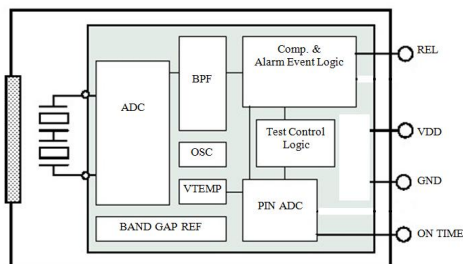 Comp. &
Alarm Event Logic
REL
BPF
ADC
Test Control
Logic
VDD
OSC
VTEMP
GND
PIN ADC
BAND GAP REF
ON TIME